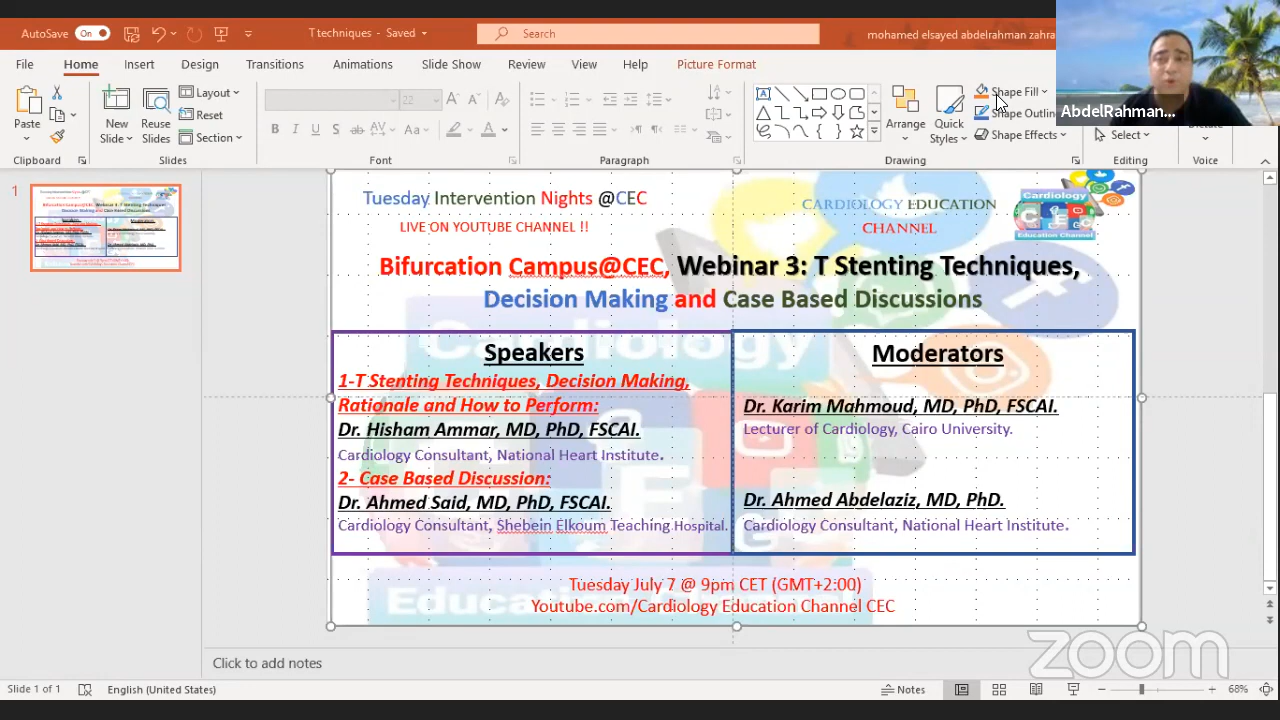 AutoSave On T techniques - Saved Search mohamed elsayed abdelrahman zahra
File Home Insert Design Transitions Animations Slide Show Review View Help Picture Format
Paste New Slide Reuse Slides Layout Reset Section 22 Arrange Quick Styles Shape Fill Shape Outlin Shape Effects Select
AbdelRahman...
Clipboard Slides Font Paragraph Drawing Editing Voice
1
Tuesday Intervention Nights @CEC
LIVE ON YOUTUBE CHANNEL !!
CARDIOLOGY EDUCATION
CHANNEL
Cardiology
CEC
Education Channel
Bifurcation Campus@CEC, Webinar 3: T Stenting Techniques,
Decision Making and Case Based Discussions
Speakers
1-T Stenting Techniques, Decision Making,
Rationale and How to Perform:
Dr. Hisham Ammar, MD, PhD, FSCAI.
Cardiology Consultant, National Heart Institute.
2- Case Based Discussion:
Dr. Ahmed Said, MD, PhD, FSCAI.
Cardiology Consultant, Shebein Elkoum Teaching Hospital.
Moderators
Dr. Karim Mahmoud, MD, PhD, FSCAI.
Lecturer of Cardiology, Cairo University.
Dr. Ahmed Abdelaziz, MD, PhD.
Cardiology Consultant, National Heart Institute.
Tuesday July 7 @ 9pm CET (GMT+2:00)
Youtube.com/Cardiology Education Channel CEC
zoom
Click to add notes
Slide 1 of 1 English (United States) Notes 68%